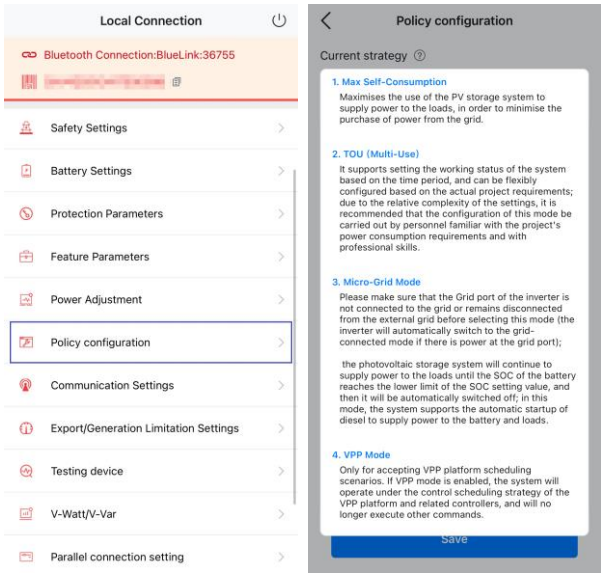 Local Connection
Bluetooth Connection:BlueLink:36755
Safety Settings
Battery Settings
Protection Parameters
Feature Parameters
Power Adjustment
Policy configuration
Communication Settings
Export/Generation Limitation Settings
Testing device
V-Watt/V-Var
Parallel connection setting
Policy configuration
Current strategy
1. Max Self-Consumption
Maximises the use of the PV storage system to
supply power to the loads, in order to minimise the
purchase of power from the grid.
2. TOU (Multi-Use)
It supports setting the working status of the system
based on the time period, and can be flexibly
configured based on the actual project requirements;
due to the relative complexity of the settings, it is
recommended that the configuration of this mode be
carried out by personnel familiar with the project's
power consumption requirements and with
professional skills.
3. Micro-Grid Mode
Please make sure that the Grid port of the inverter is
not connected to the grid or remains disconnected
from the external grid before selecting this mode (the
inverter will automatically switch to the grid-
connected mode if there is power at the grid port);
the photovoltaic storage system will continue to
supply power to the loads until the SOC of the battery
reaches the lower limit of the SOC setting value, and
then it will be automatically switched off; in this
mode, the system supports the automatic startup of
diesel to supply power to the battery and loads.
4. VPP Mode
Only for accepting VPP platform scheduling
scenarios. If VPP mode is enabled, the system will
operate under the control scheduling strategy of the
VPP platform and related controllers, and will no
longer execute other commands.
Save